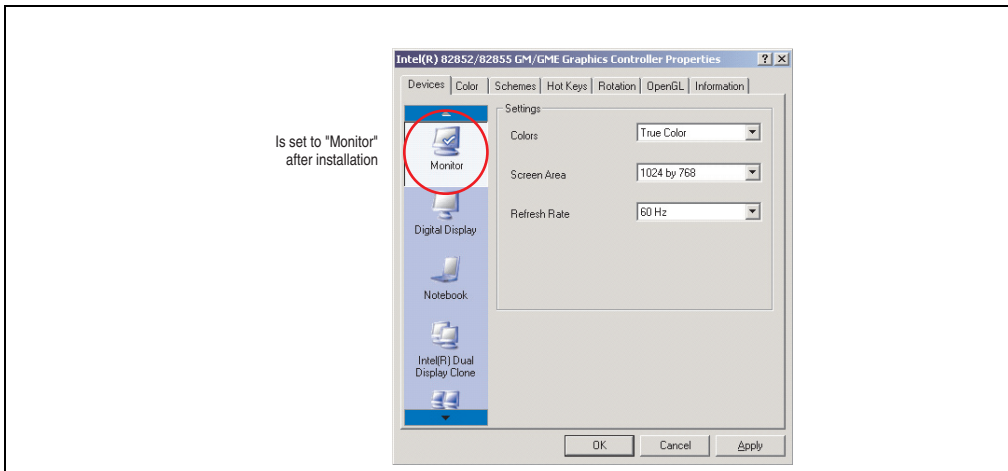 Intel(R) 82852/82855 GM/GME Graphics Controller Properties
Devices Color Schemes Hot Keys Rotation OpenGL Information
Is set to "Monitor"
after installation
Monitor
Digital Display
Notebook
Intel(R) Dual
Display Clone
Settings
Colors True Color
Screen Area 1024 by 768
Refresh Rate 60 Hz
OK Cancel Apply